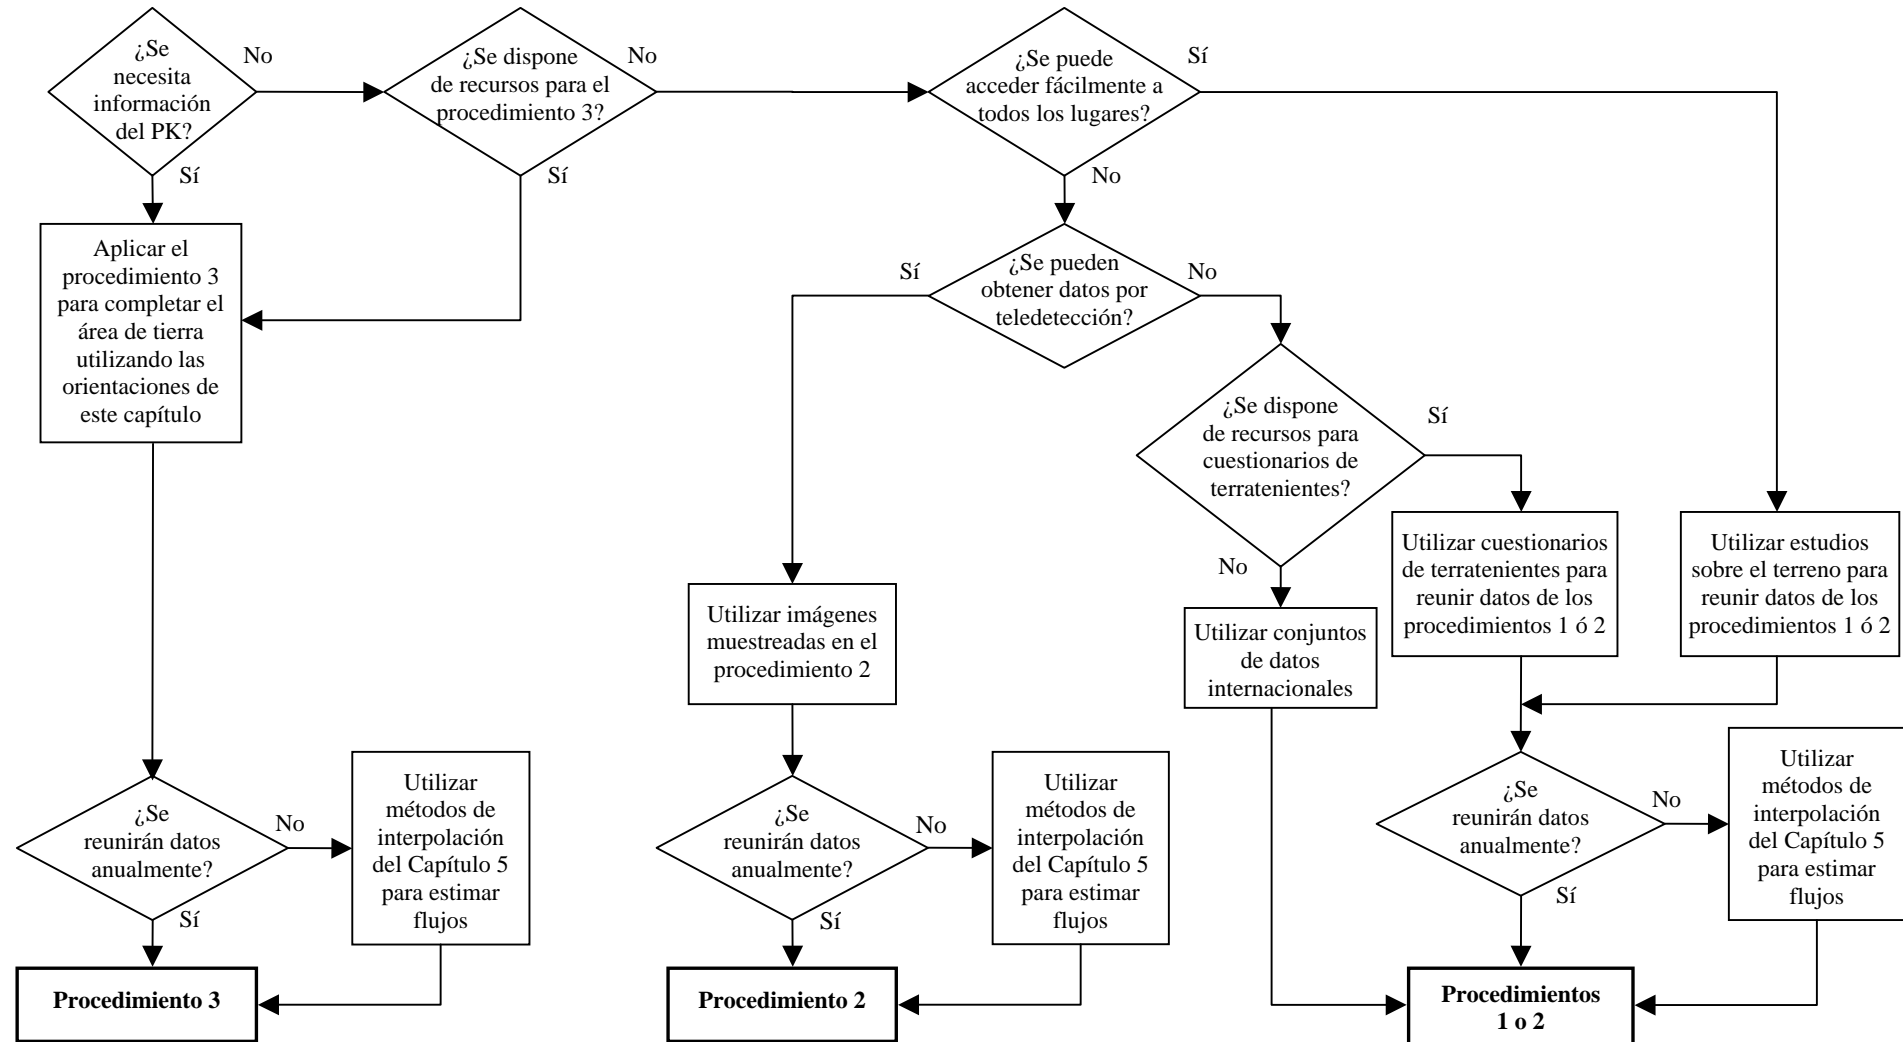 ¿Se
necesita
información
del PK?
No
Sí
¿Se dispone
de recursos para el
procedimiento 3?
No
Sí
¿Se puede
acceder fácilmente a
todos los lugares?
Sí
No
Aplicar el
procedimiento 3
para completar el
área de tierra
utilizando las
orientaciones de
este capítulo
¿Se pueden
obtener datos por
teledetección?
Sí
No
¿Se dispone
de recursos para
cuestionarios de
terratenientes?
Sí
No
Utilizar imágenes
muestreadas en el
procedimiento 2
Utilizar conjuntos
de datos
internacionales
Utilizar cuestionarios
de terratenientes para
reunir datos de los
procedimientos 1 ó 2
Utilizar estudios
sobre el terreno para
reunir datos de los
procedimientos 1 ó 2
¿Se
reunirán datos
anualmente?
No
Sí
Utilizar
métodos de
interpolación
del Capítulo 5
para estimar
flujos
¿Se
reunirán datos
anualmente?
No
Sí
Utilizar
métodos de
interpolación
del Capítulo 5
para estimar
flujos
¿Se
reunirán datos
anualmente?
No
Sí
Utilizar
métodos de
interpolación
del Capítulo 5
para estimar
flujos
Procedimiento 3
Procedimiento 2
Procedimientos
1 o 2